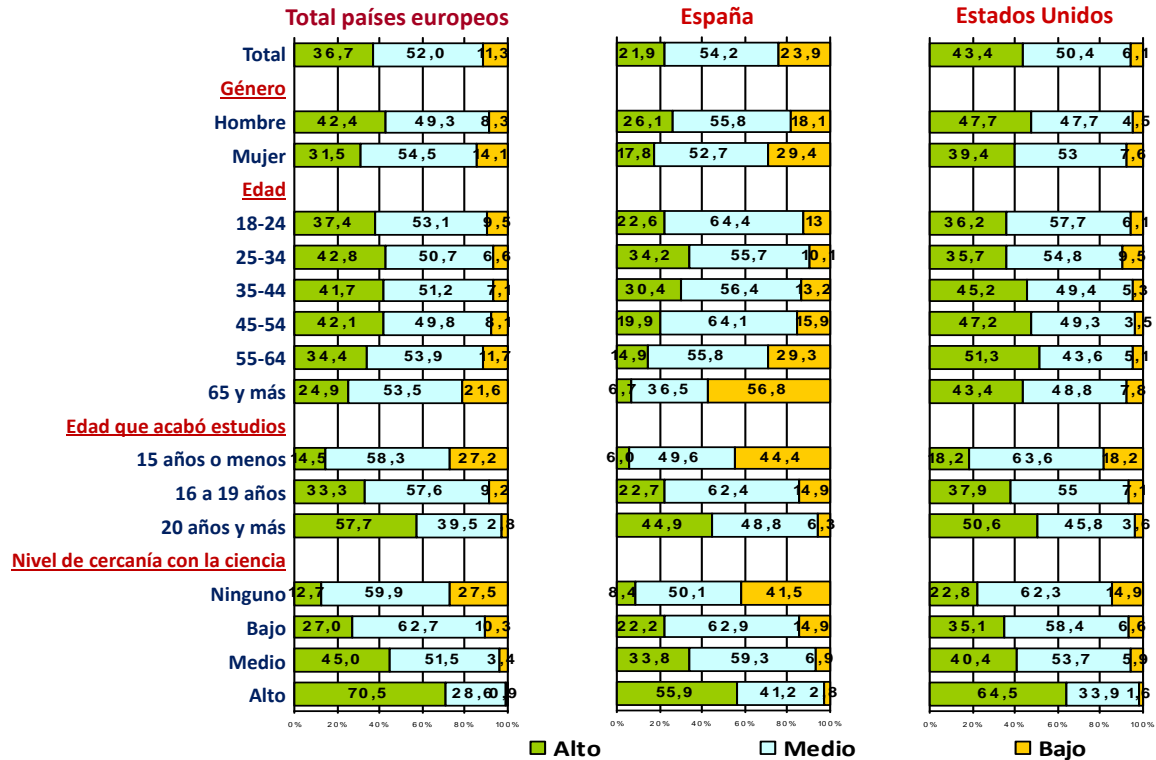 Total países europeos España Estados Unidos
Total 36,7 52,0 11,3 21,9 54,2 23,9 43,4 50,4 6,1
Género
Hombre 42,4 49,3 8,3 26,1 55,8 18,1 47,7 47,7 4,5
Mujer 31,5 54,5 14,1 17,8 52,7 29,4 39,4 53 7,6
Edad
18-24 37,4 53,1 9,5 22,6 64,4 13 36,2 57,7 6,1
25-34 42,8 50,7 6,6 34,2 55,7 10,1 35,7 54,8 9,5
35-44 41,7 51,2 7,1 30,4 56,4 13,2 45,2 49,4 5,3
45-54 42,1 49,8 8,1 19,9 64,1 15,9 47,2 49,3 3,5
55-64 34,4 53,9 11,7 14,9 55,8 29,3 51,3 43,6 5,1
65 y más 24,9 53,5 21,6 6,7 36,5 56,8 43,4 48,8 7,8
Edad que acabó estudios
15 años o menos 14,5 58,3 27,2 6,0 49,6 44,4 18,2 63,6 18,2
16 a 19 años 33,3 57,6 9,2 22,7 62,4 14,9 37,9 55 7,1
20 años y más 57,7 39,5 2,8 44,9 48,8 6,3 50,6 45,8 3,6
Nivel de cercanía con la ciencia
Ninguno 12,7 59,9 27,5 8,4 50,1 41,5 22,8 62,3 14,9
Bajo 27,0 62,7 10,3 22,2 62,9 14,9 35,1 58,4 6,6
Medio 45,0 51,5 3,4 33,8 59,3 6,9 40,4 53,7 5,9
Alto 70,5 28,6 0,9 55,9 41,2 2,8 64,5 33,9 1,6
0% 20% 40% 60% 80% 100% 0% 20% 40% 60% 80% 100% 0% 20% 40% 60% 80% 100%
Alto Medio Bajo